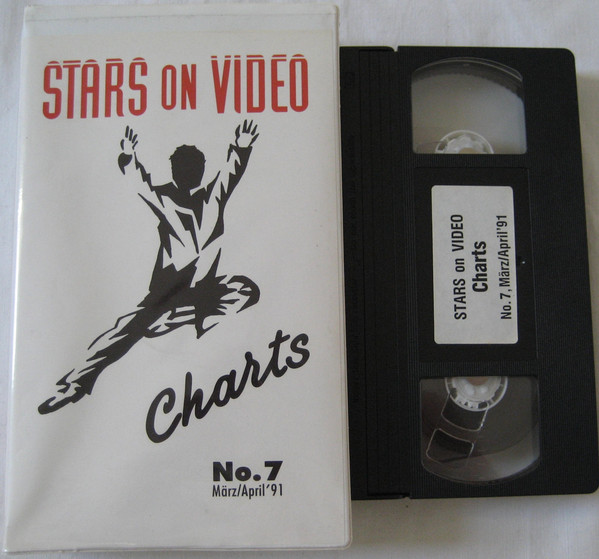 STARS ON VIDEO
Charts
No. 7
März/April'91
STARS on VIDEO
Charts
No. 7, März/April'91